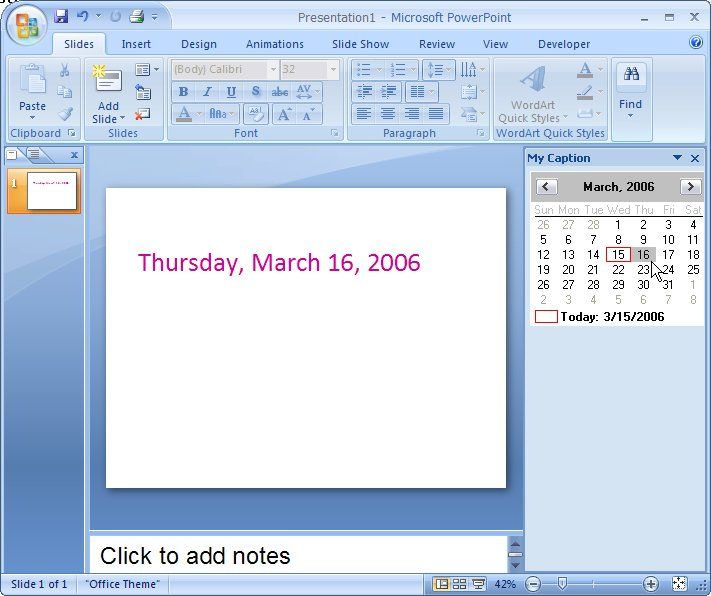 Presentation1 - Microsoft PowerPoint
Slides Insert Design Animations Slide Show Review View Developer
(Body) Calibri 32
Paste
Add Slide
B I U S abc AV
A Aa A A
WordArt Quick Styles
Find
Clipboard Slides Font Paragraph WordArt Quick Styles
My Caption
1
March, 2006
Sun Mon Tue Wed Thu Fri Sat
26 27 28 1 2 3 4
5 6 7 8 9 10 11
12 13 14 15 16 17 18
19 20 21 22 23 24 25
26 27 28 29 30 31 1
2 3 4 5 6 7 8
Today: 3/15/2006
Thursday, March 16, 2006
Click to add notes
Slide 1 of 1 "Office Theme" 42%